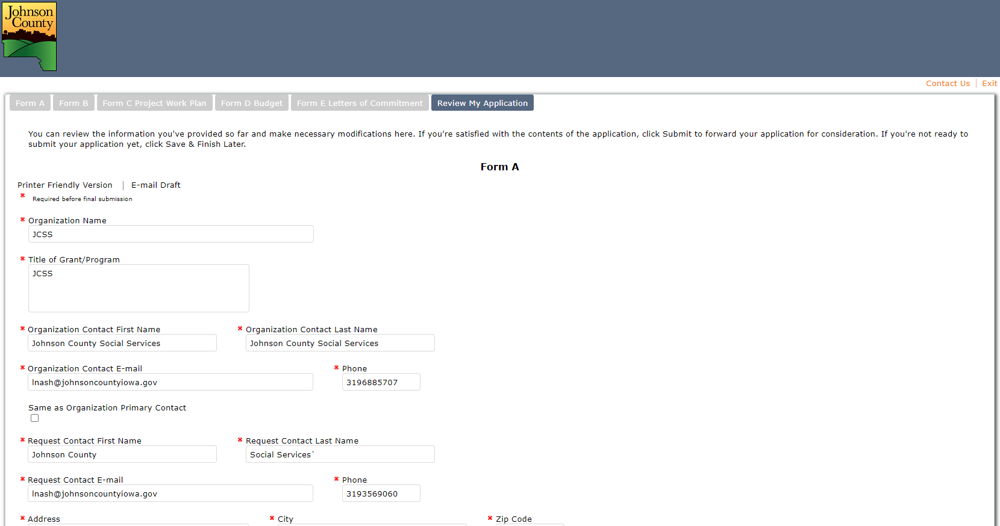 Johnson
County
Contact Us | Exit
Form A Form B Form C Project Work Plan Form D Budget Form E Letters of Commitment Review My Application
You can review the information you've provided so far and make necessary modifications here. If you're satisfied with the contents of the application, click Submit to forward your application for consideration. If you're not ready to
submit your application yet, click Save & Finish Later.
Form A
Printer Friendly Version | E-mail Draft
* Required before final submission
* Organization Name
JCSS
* Title of Grant/Program
JCSS
* Organization Contact First Name * Organization Contact Last Name
Johnson County Social Services Johnson County Social Services
* Organization Contact E-mail * Phone
lnash@johnsoncountyiowa.gov 3196885707
Same as Organization Primary Contact
* Request Contact First Name * Request Contact Last Name
Johnson County Social Services`
* Request Contact E-mail * Phone
lnash@johnsoncountyiowa.gov 3193569060
* Address * City * Zip Code